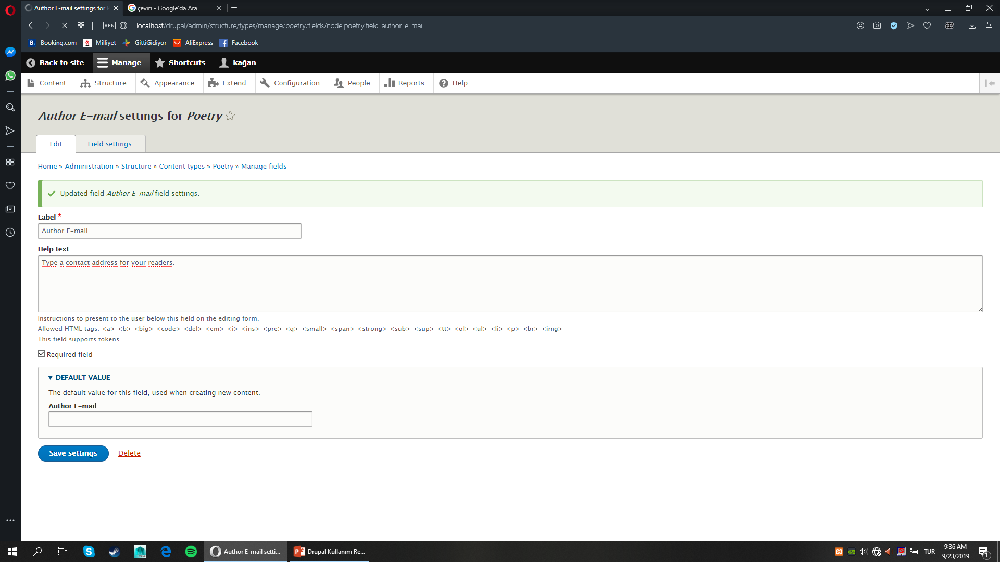 Author E-mail settings for P
çeviri - Google'da Ara
VPN
localhost/drupal/admin/structure/types/manage/poetry/fields/node.poetry.field_author_e_mail
B. Booking.com
Milliyet
GittiGidiyor
AliExpress
Facebook
Back to site
Manage
Shortcuts
kağan
Content
Structure
Appearance
Extend
Configuration
People
Reports
Help
Author E-mail settings for Poetry
Edit
Field settings
Home » Administration » Structure » Content types » Poetry » Manage fields
Updated field Author E-mail field settings.
Label *
Author E-mail
Help text
Type a contact address for your readers.
Instructions to present to the user below this field on the editing form.
Allowed HTML tags: <a> <b> <big> <code> <del> <em> <i> <ins> <pre> <q> <small> <span> <strong> <sub> <sup> <tt> <ol> <ul> <li> <p> <br> <img>
This field supports tokens.
Required field
▼ DEFAULT VALUE
The default value for this field, used when creating new content.
Author E-mail
Save settings
Delete
Author E-mail setti...
Drupal Kullanım Re...
TUR
9:36 AM
9/23/2019
1